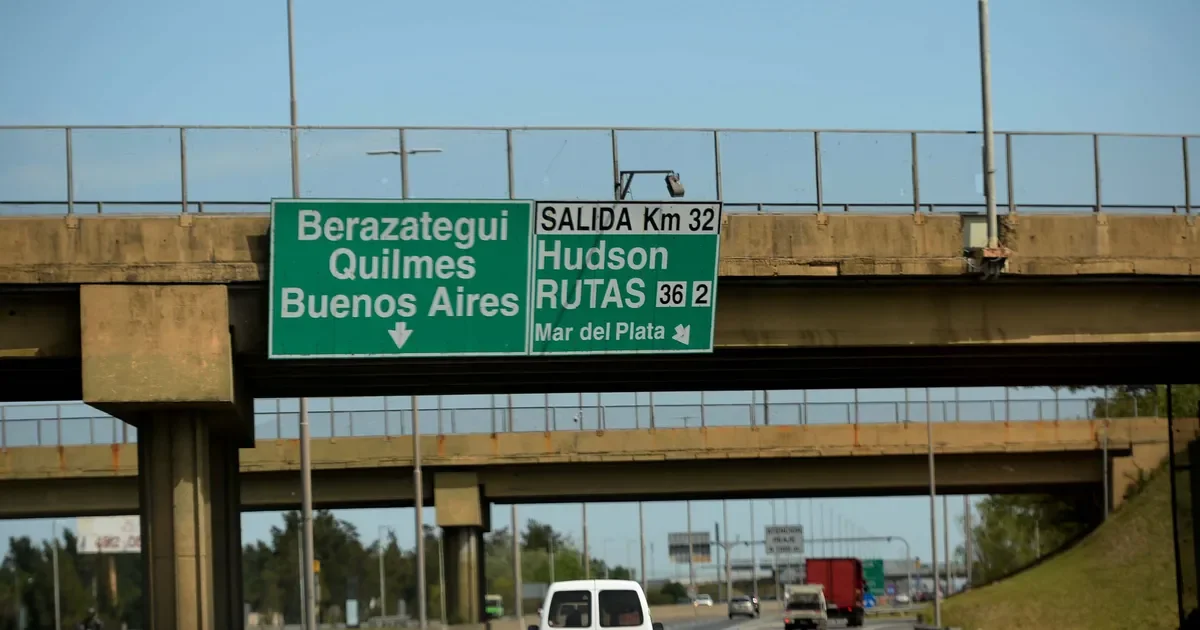 Berazategui
Quilmes
Buenos Aires
SALIDA Km 32
Hudson
RUTAS 36 2
Mar del Plata